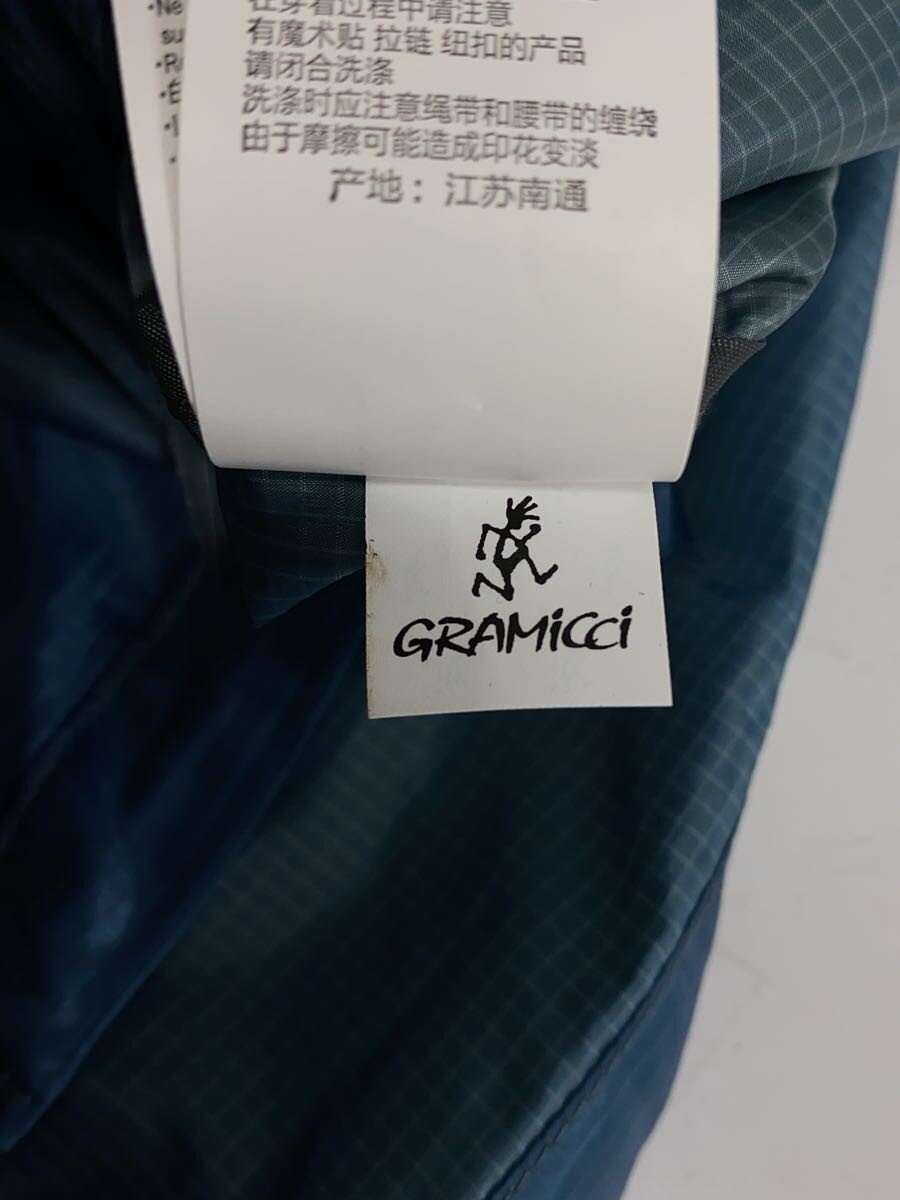 在穿着过程中请注意
有魔术贴 拉链 纽扣的产品
请闭合洗涤
洗涤时应注意绳带和腰带的缠绕
由于摩擦可能造成印花变淡
产地：江苏南通
•Ne
su
GRAMiCCi